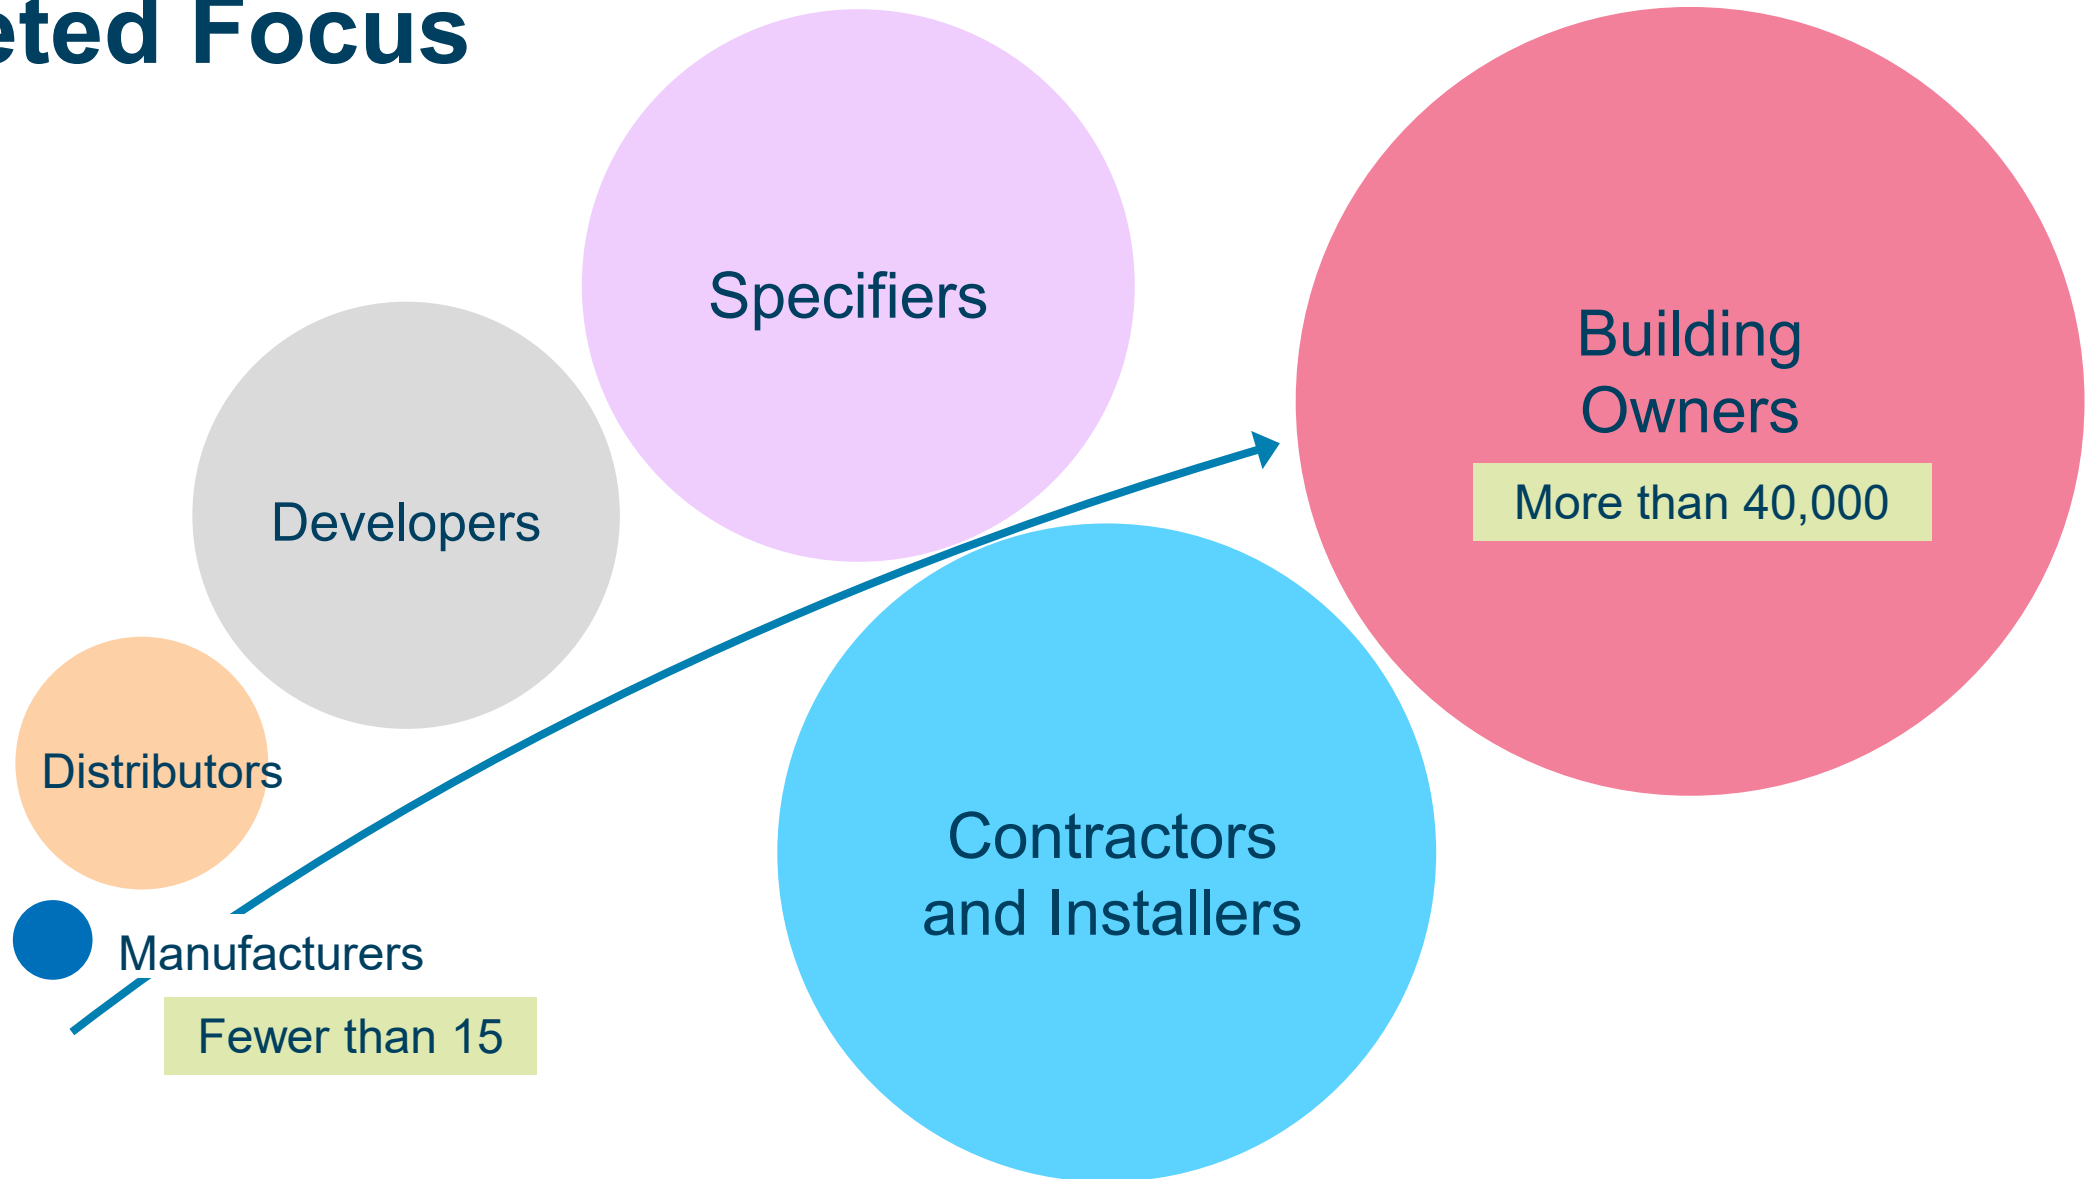 eted Focus
Specifiers
Building
Owners
More than 40,000
Developers
Distributors
Contractors
and Installers
Manufacturers
Fewer than 15